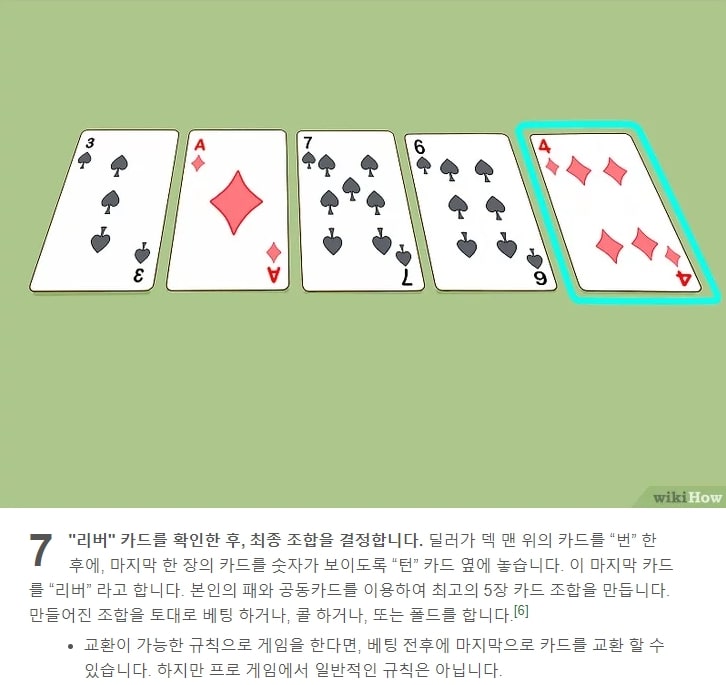 3
3
A
A
7
7
6
6
4
4
wikiHow
7 "리버" 카드를 확인한 후, 최종 조합을 결정합니다. 딜러가 덱 맨 위의 카드를 “번” 한
후에, 마지막 한 장의 카드를 숫자가 보이도록 “턴” 카드 옆에 놓습니다. 이 마지막 카드
를 “리버” 라고 합니다. 본인의 패와 공동카드를 이용하여 최고의 5장 카드 조합을 만듭니다.
만들어진 조합을 토대로 베팅 하거나, 콜 하거나, 또는 폴드를 합니다.[6]
• 교환이 가능한 규칙으로 게임을 한다면, 베팅 전후에 마지막으로 카드를 교환 할 수
있습니다. 하지만 프로 게임에서 일반적인 규칙은 아닙니다.